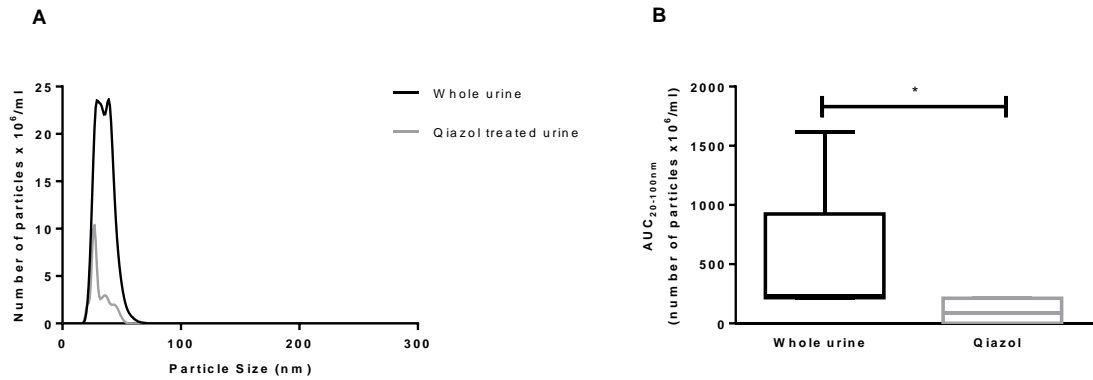 A
Number of particles x 10⁶/ml
25
20
15
10
5
0
0
100
200
300
Particle Size (nm)
Whole urine
Qiazol treated urine
B
AUC₂₀₋₁₀₀ₙₘ
(number of particles x10⁶/ml)
2000
1500
1000
500
0
*
Whole urine
Qiazol